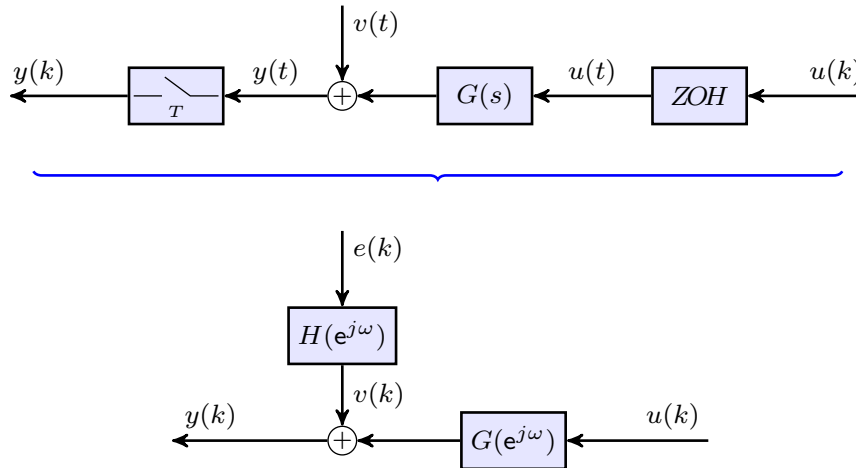 v(t)
y(k) y(t) u(t) u(k)
T G(s) ZOH
+
e(k)
H(e^{jω})
v(k)
y(k) u(k)
+ G(e^{jω})